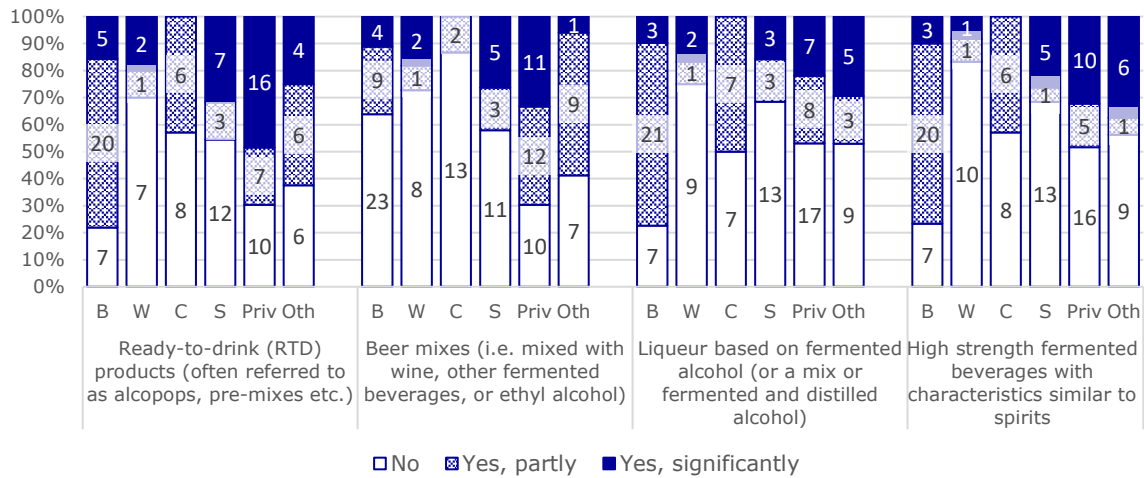 100%
90%
80%
70%
60%
50%
40%
30%
20%
10%
0%
5 2 7 16 4 4 2 2 5 11 1 3 2 3 7 5 3 1 5 10 6
20 1 6 3 7 6 9 1 3 12 9 21 1 7 3 8 3 20 1 6 1 5 1
7 7 8 12 10 6 23 8 13 11 10 7 7 9 7 13 17 9 7 10 8 13 16 9
B W C S Priv Oth B W C S Priv Oth B W C S Priv Oth B W C S Priv Oth
Ready-to-drink (RTD)
products (often referred to
as alcopops, pre-mixes etc.)
Beer mixes (i.e. mixed with
wine, other fermented
beverages, or ethyl alcohol)
Liqueur based on fermented
alcohol (or a mix or
fermented and distilled
alcohol)
High strength fermented
beverages with
characteristics similar to
spirits
No Yes, partly Yes, significantly